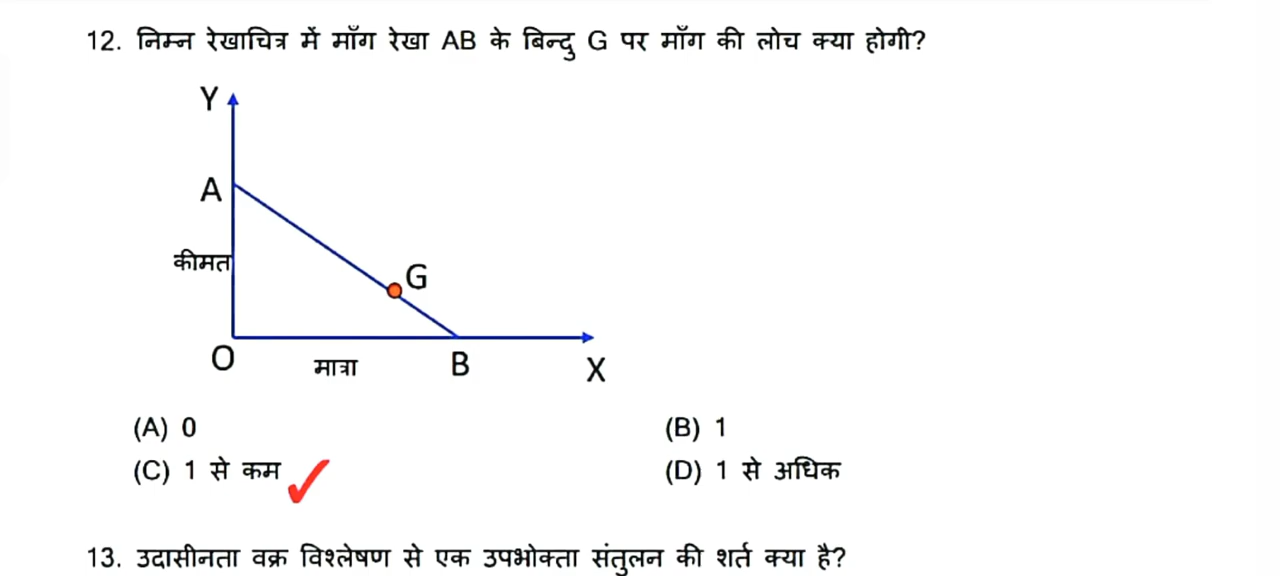 12. निम्न रेखाचित्र में माँग रेखा AB के बिन्दु G पर माँग की लोच क्या होगी?
Y
A
कीमत
G
O
मात्रा
B
X
(A) 0
(B) 1
(C) 1 से कम
(D) 1 से अधिक
13. उदासीनता वक्र विश्लेषण से एक उपभोक्ता संतुलन की शर्त क्या है?